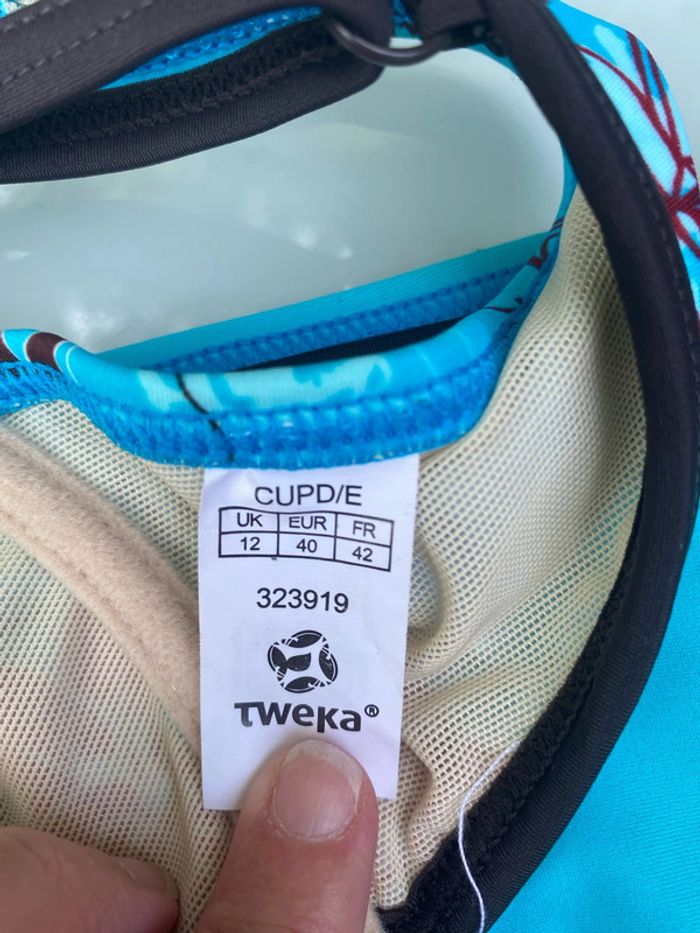 CUPD/E
UK EUR FR
12 40 42
323919
TWEKA®